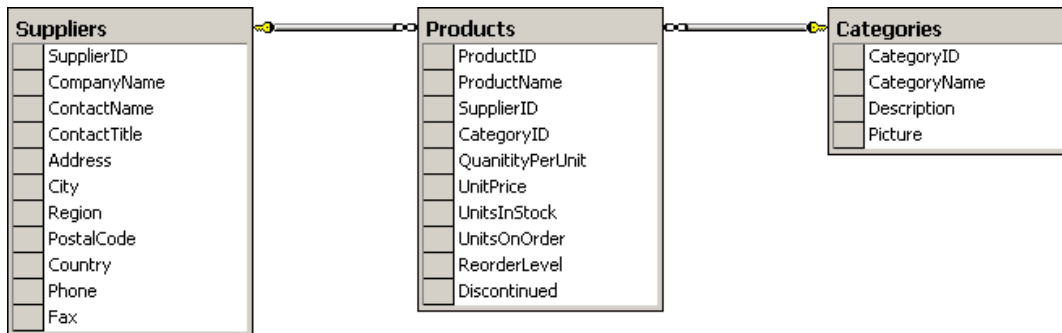 Suppliers
SupplierID
CompanyName
ContactName
ContactTitle
Address
City
Region
PostalCode
Country
Phone
Fax
Products
ProductID
ProductName
SupplierID
CategoryID
QuanitityPerUnit
UnitPrice
UnitsInStock
UnitsOnOrder
ReorderLevel
Discontinued
Categories
CategoryID
CategoryName
Description
Picture